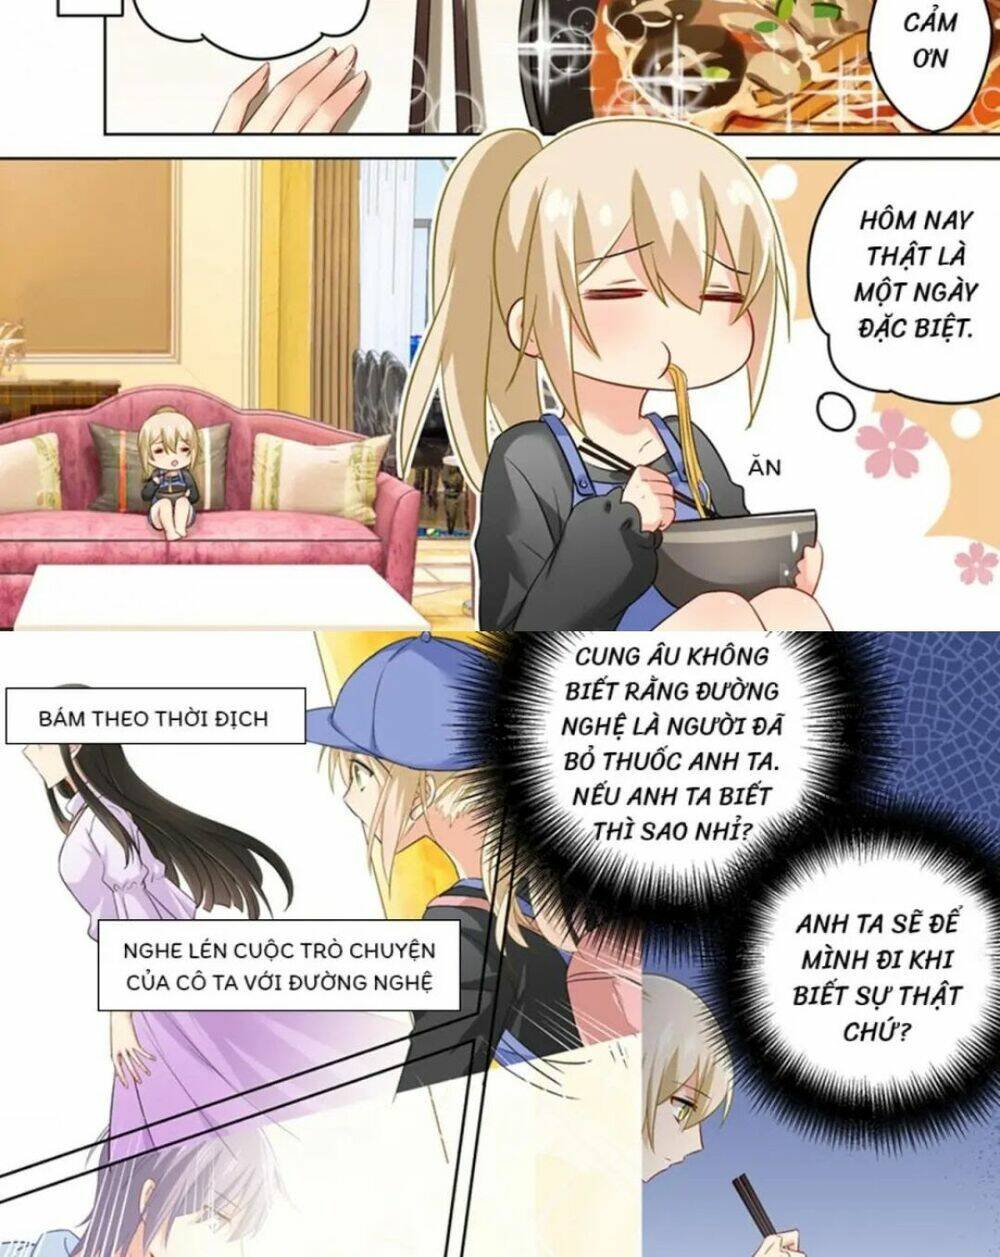 CẢM
ƠN
HÔM NAY
THẬT LÀ
MỘT NGÀY
ĐẶC BIỆT.
ĂN
CUNG ÂU KHÔNG
BIẾT RẰNG ĐƯỜNG
NGHỆ LÀ NGƯỜI ĐÃ
BỎ THUỐC ANH TA.
NẾU ANH TA BIẾT
THÌ SAO NHỈ?
BÁM THEO THỜI ĐỊCH
NGHE LÉN CUỘC TRÒ CHUYỆN
CỦA CÔ TA VỚI ĐƯỜNG NGHỆ
ANH TA SẼ ĐỂ
MÌNH ĐI KHI
BIẾT SỰ THẬT
CHỨ?